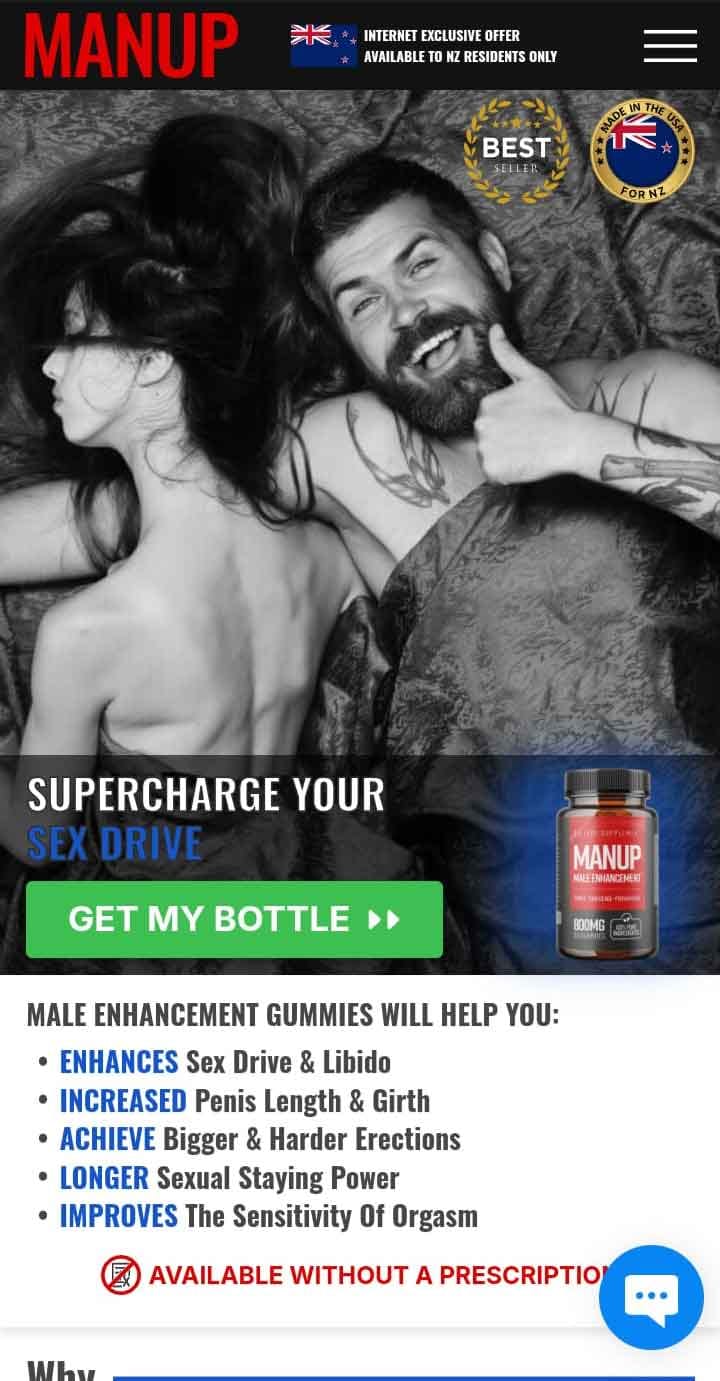 MANUP
INTERNET EXCLUSIVE OFFER
AVAILABLE TO NZ RESIDENTS ONLY
BEST
SELLER
MADE IN THE USA
FOR NZ
SUPERCHARGE YOUR
SEX DRIVE
GET MY BOTTLE
MANUP
MALE ENHANCEMENT
800MG
MALE ENHANCEMENT GUMMIES WILL HELP YOU:
• ENHANCES Sex Drive & Libido
• INCREASED Penis Length & Girth
• ACHIEVE Bigger & Harder Erections
• LONGER Sexual Staying Power
• IMPROVES The Sensitivity Of Orgasm
AVAILABLE WITHOUT A PRESCRIPTION
Why